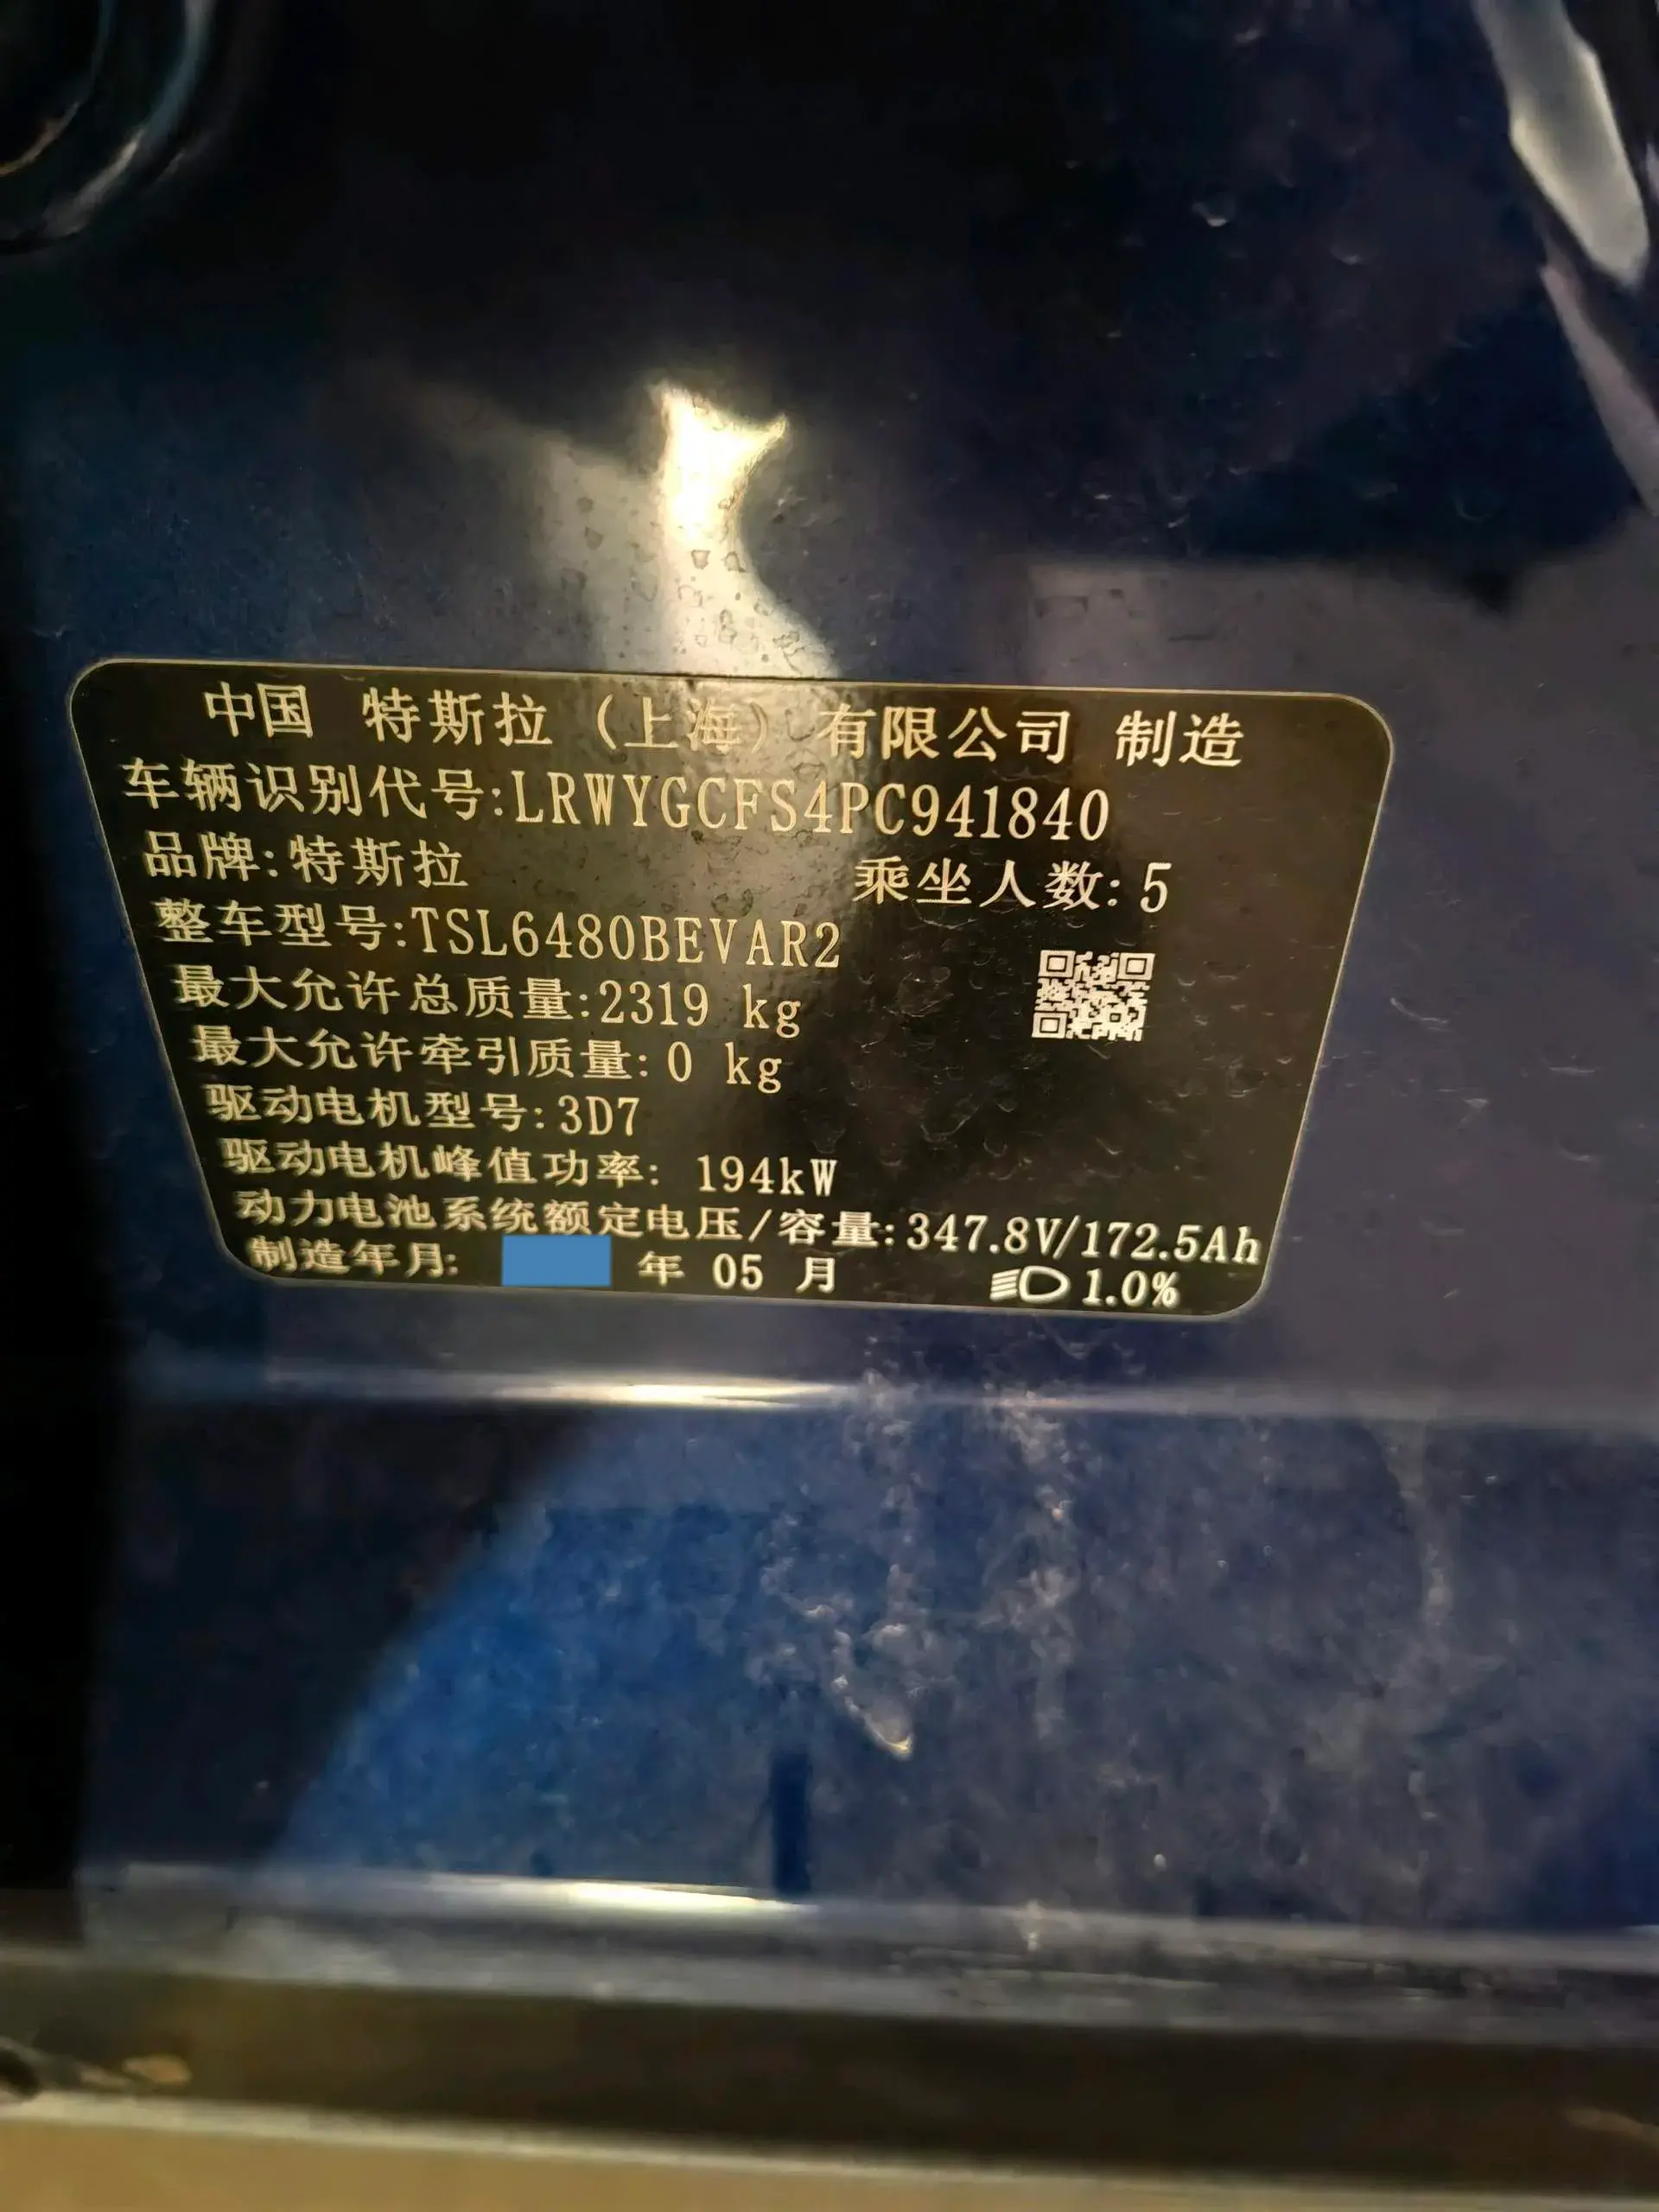 中国 特斯拉（上海）有限公司 制造
车辆识别代号:LRWYGCFS4PC941840
品牌:特斯拉 乘坐人数:5
整车型号:TSL6480BEVAR2
最大允许总质量:2319 kg
最大允许牵引质量:0 kg
驱动电机型号:3D7
驱动电机峰值功率: 194kW
动力电池系统额定电压/容量:347.8V/172.5Ah
制造年月: 年 05 月 1.0%